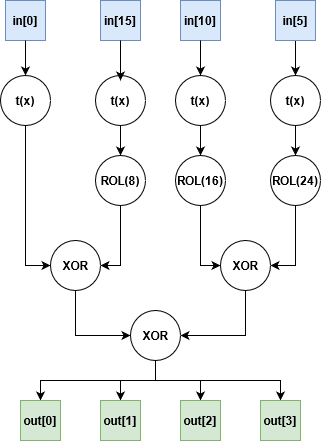 in[0] in[15] in[10] in[5]
t(x) t(x) t(x) t(x)
ROL(8) ROL(16) ROL(24)
XOR XOR
XOR
out[0] out[1] out[2] out[3]